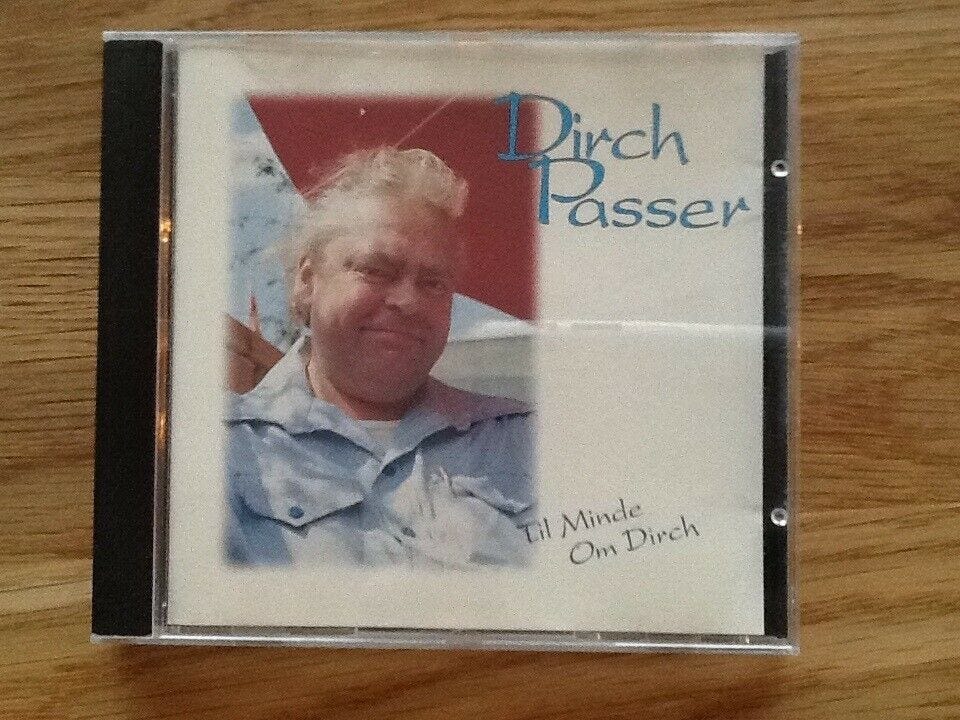 Dirch
Passer
Til Minde
Om Dirch